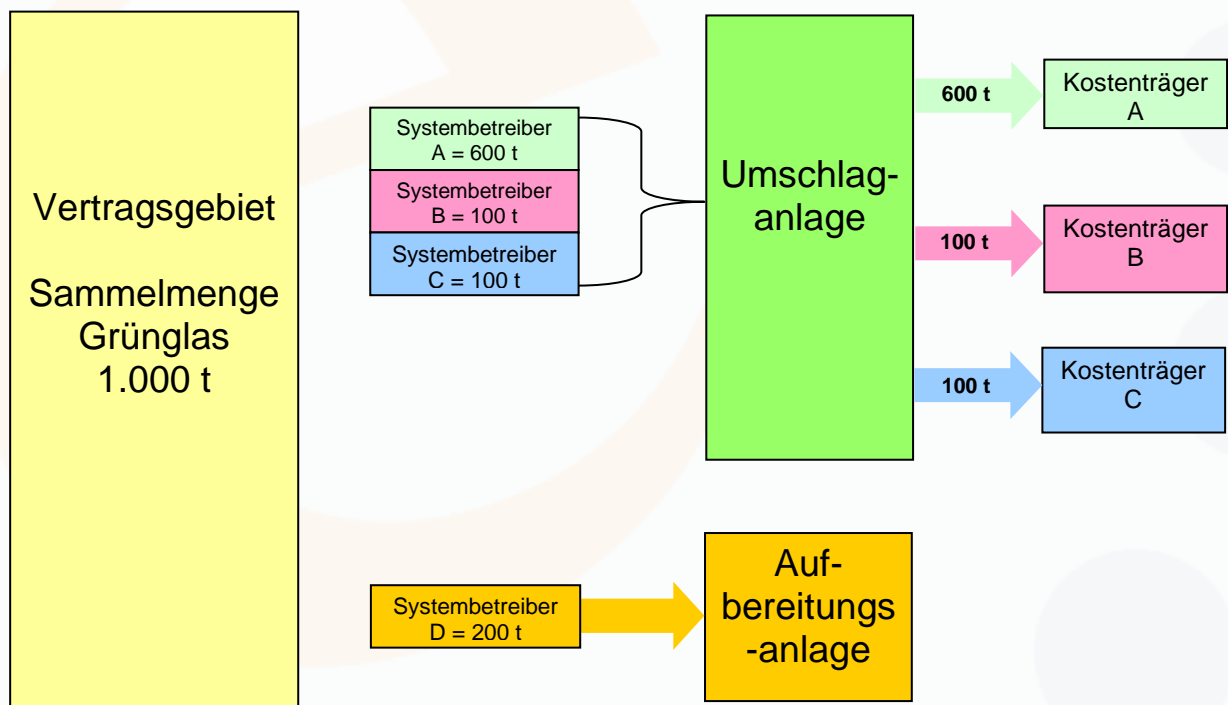 Vertragsgebiet
Sammelmenge
Grünglas
1.000 t
Systembetreiber
A = 600 t
Systembetreiber
B = 100 t
Systembetreiber
C = 100 t
Umschlag-
anlage
600 t
Kostenträger
A
100 t
Kostenträger
B
100 t
Kostenträger
C
Systembetreiber
D = 200 t
Auf-
bereitungs
-anlage